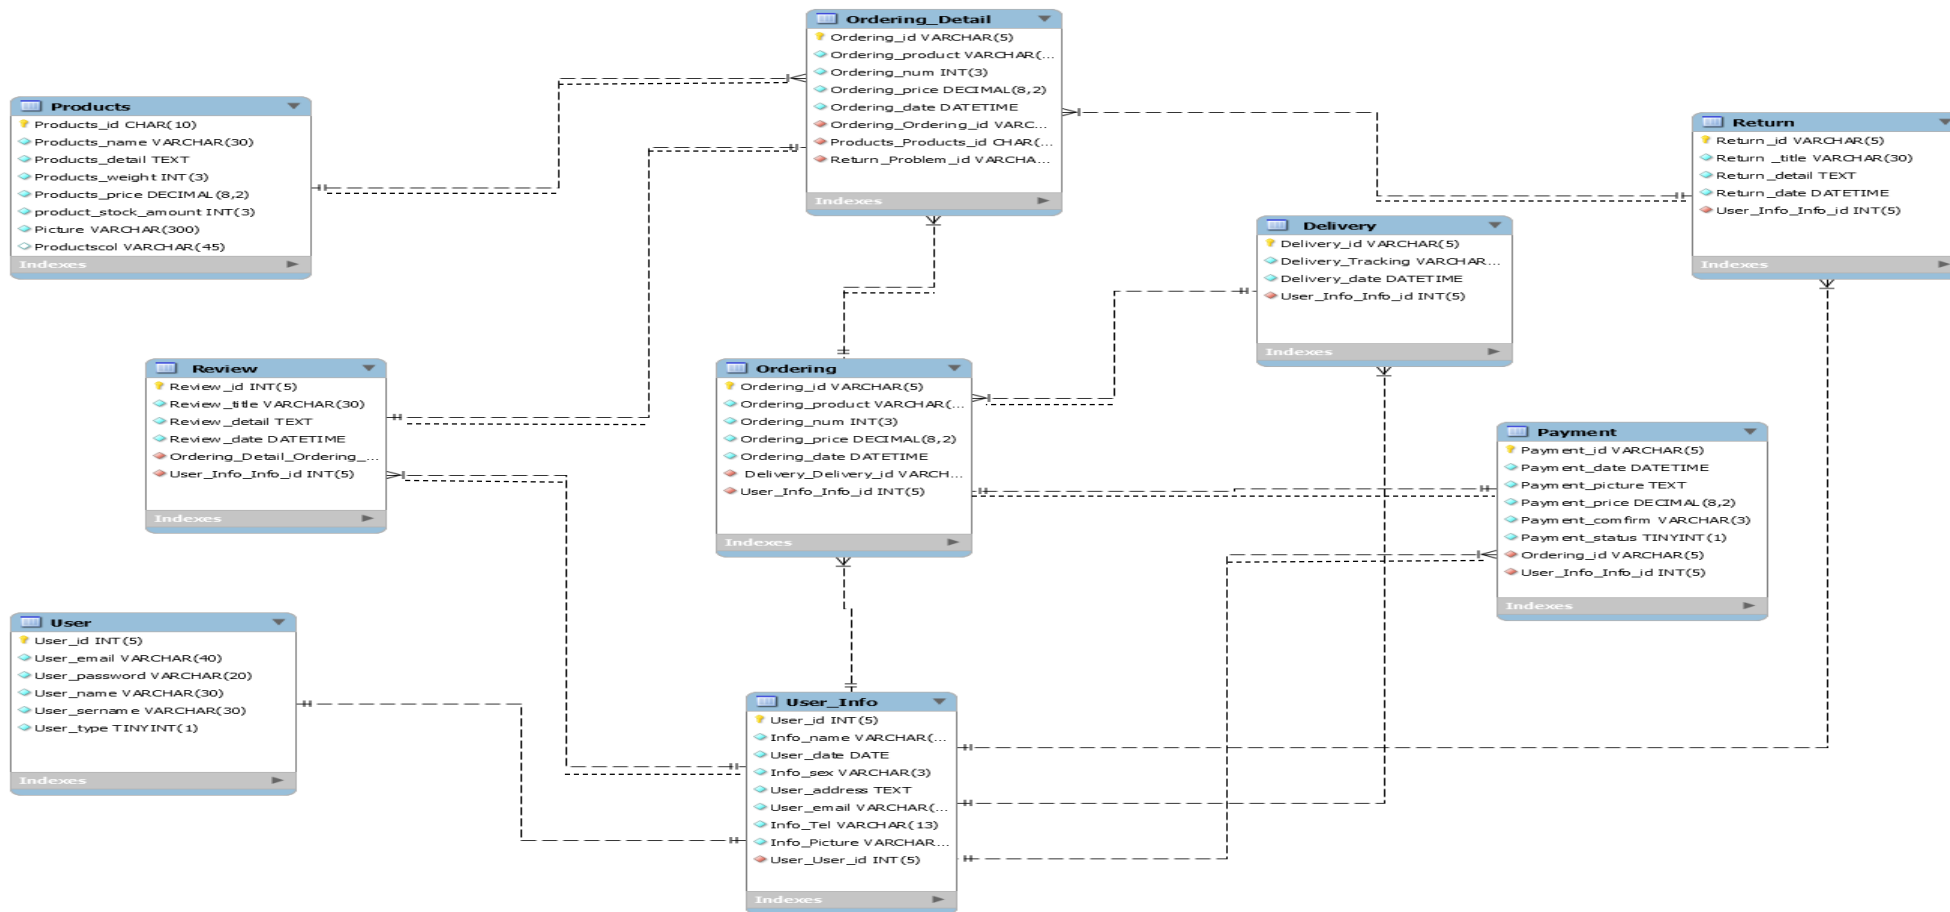 Ordering_Detail
Ordering_id VARCHAR(5)
Ordering_product VARCHAR(...
Ordering_num INT(3)
Ordering_price DECIMAL(8,2)
Ordering_date DATETIME
Ordering_Ordering_id VARC...
Products_Products_id CHAR(...
Return_Problem_id VARCHA...
Indexes
Products
Products_id CHAR(10)
Products_name VARCHAR(30)
Products_detail TEXT
Products_weight INT(3)
Products_price DECIMAL(8,2)
product_stock_amount INT(3)
Picture VARCHAR(300)
Productscol VARCHAR(45)
Indexes
Return
Return_id VARCHAR(5)
Return _title VARCHAR(30)
Return_detail TEXT
Return_date DATETIME
User_Info_Info_id INT(5)
Indexes
Delivery
Delivery_id VARCHAR(5)
Delivery_Tracking VARCHAR...
Delivery_date DATETIME
User_Info_Info_id INT(5)
Indexes
Review
Review_id INT(5)
Review_title VARCHAR(30)
Review_detail TEXT
Review_date DATETIME
Ordering_Detail_Ordering_...
User_Info_Info_id INT(5)
Indexes
Ordering
Ordering_id VARCHAR(5)
Ordering_product VARCHAR(...
Ordering_num INT(3)
Ordering_price DECIMAL(8,2)
Ordering_date DATETIME
Delivery_Delivery_id VARCH...
User_Info_Info_id INT(5)
Indexes
Payment
Payment_id VARCHAR(5)
Payment_date DATETIME
Payment_picture TEXT
Payment_price DECIMAL(8,2)
Payment_comfirm VARCHAR(3)
Payment_status TINYINT(1)
Ordering_id VARCHAR(5)
User_Info_Info_id INT(5)
Indexes
User
User_id INT(5)
User_email VARCHAR(40)
User_password VARCHAR(20)
User_name VARCHAR(30)
User_sername VARCHAR(30)
User_type TINYINT(1)
Indexes
User_Info
User_id INT(5)
Info_name VARCHAR(...
User_date DATE
Info_sex VARCHAR(3)
User_address TEXT
User_email VARCHAR(...
Info_Tel VARCHAR(13)
Info_Picture VARCHAR...
User_User_id INT(5)
Indexes